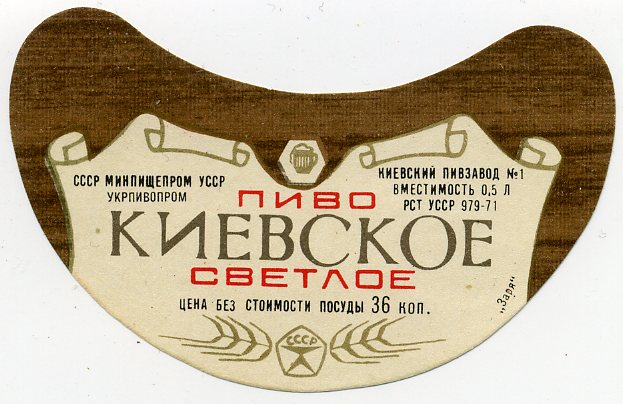 СССР МИНПИЩЕПРОМ УССР
УКРПИВОПРОМ
КИЕВСКИЙ ПИВЗАВОД №1
ВМЕСТИМОСТЬ 0,5 Л
РСТ УССР 979-71
ПИВО
КИЕВСКОЕ
СВЕТЛОЕ
ЦЕНА БЕЗ СТОИМОСТИ ПОСУДЫ 36 КОП.
„Заря"
СССР